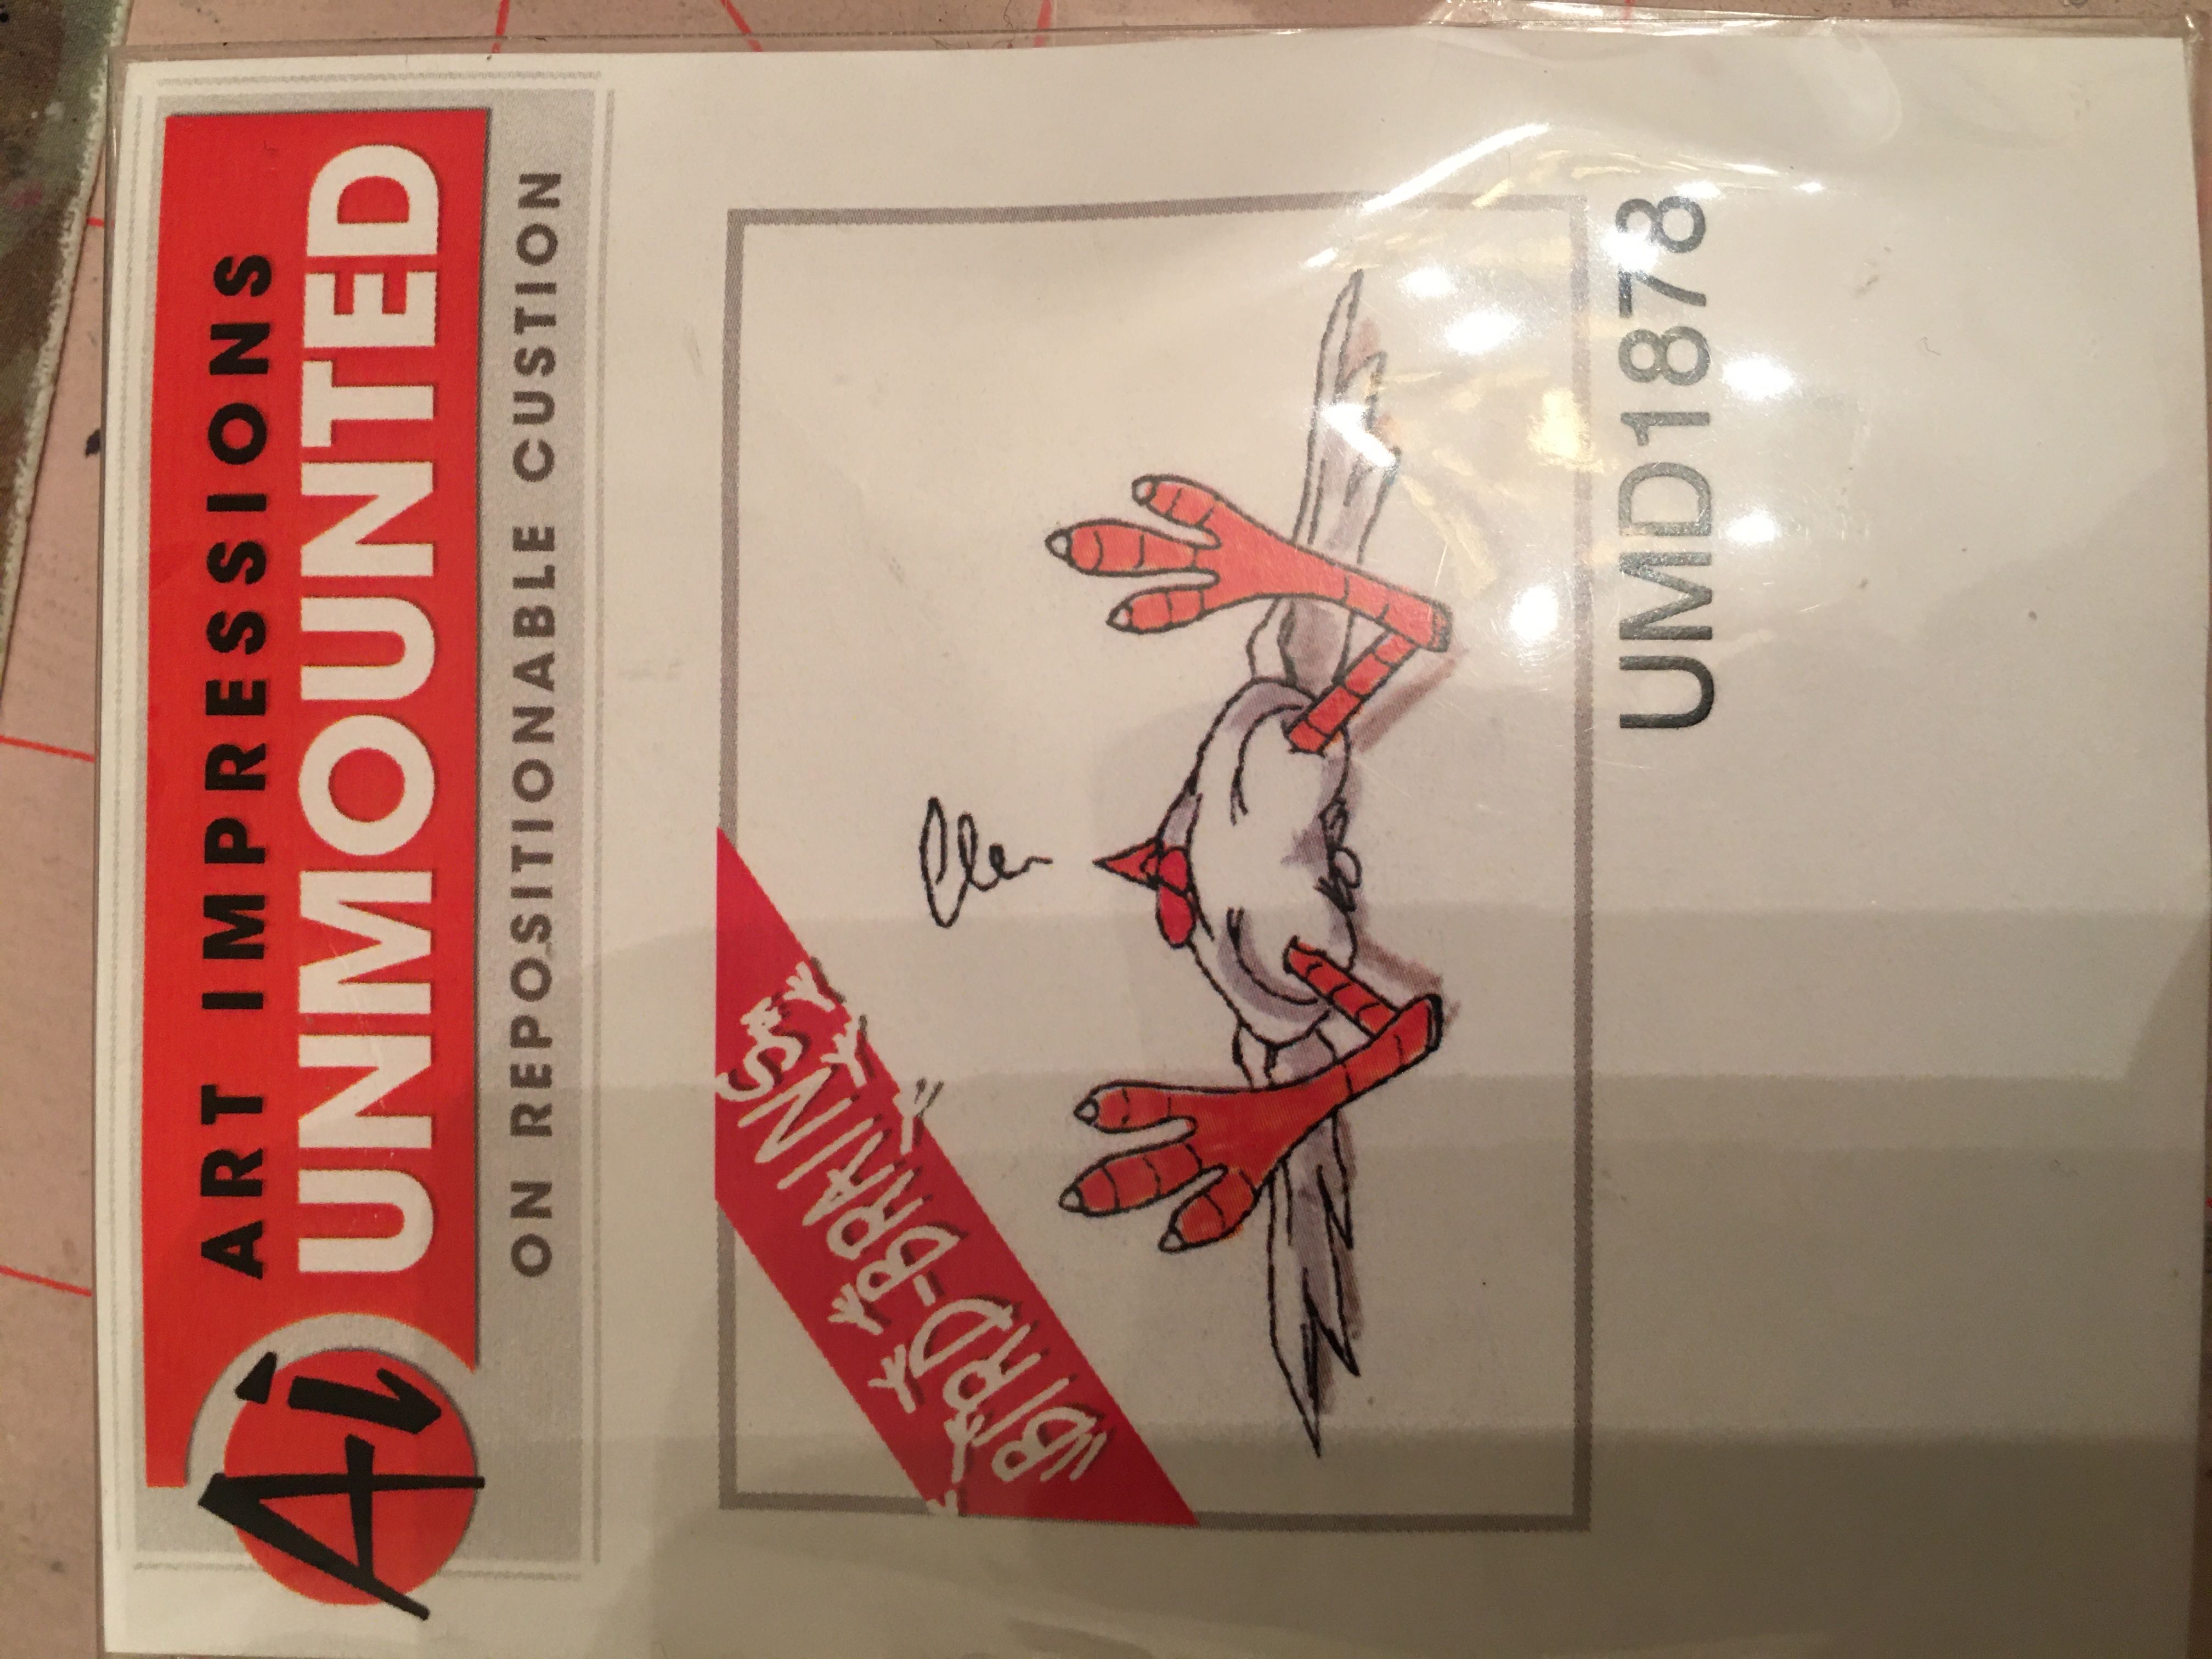 Ai
ART IMPRESSIONS
UNMOUNTED
ON REPOSITIONABLE CUSTION
BIRD-BRAINS
UMD1878